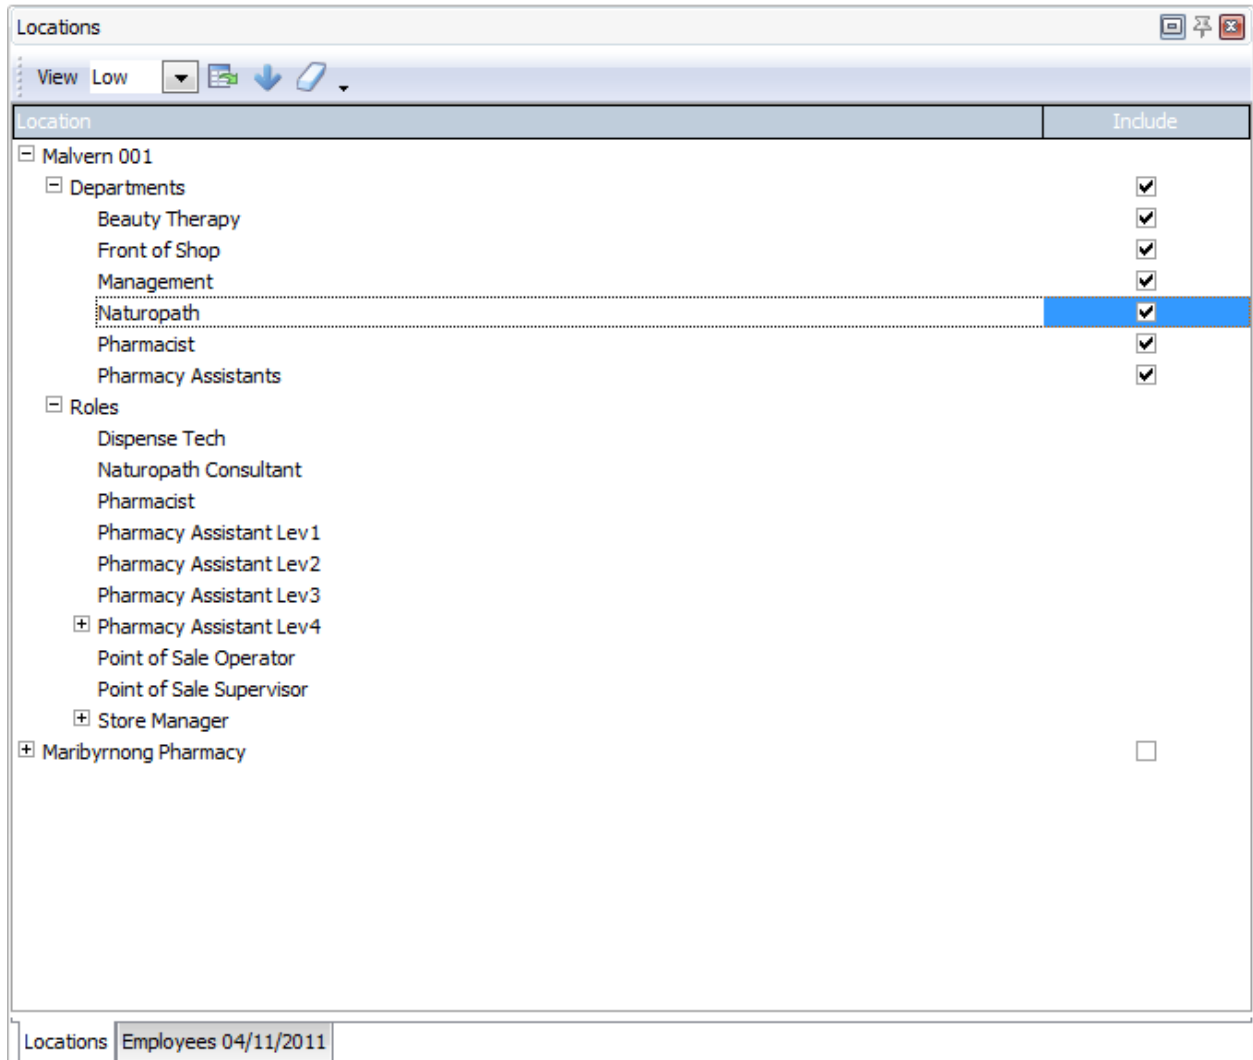 Locations
View Low
Location Include
Malvern 001
Departments
Beauty Therapy
Front of Shop
Management
Naturopath
Pharmacist
Pharmacy Assistants
Roles
Dispense Tech
Naturopath Consultant
Pharmacist
Pharmacy Assistant Lev1
Pharmacy Assistant Lev2
Pharmacy Assistant Lev3
Pharmacy Assistant Lev4
Point of Sale Operator
Point of Sale Supervisor
Store Manager
Maribyrnong Pharmacy
Locations Employees 04/11/2011